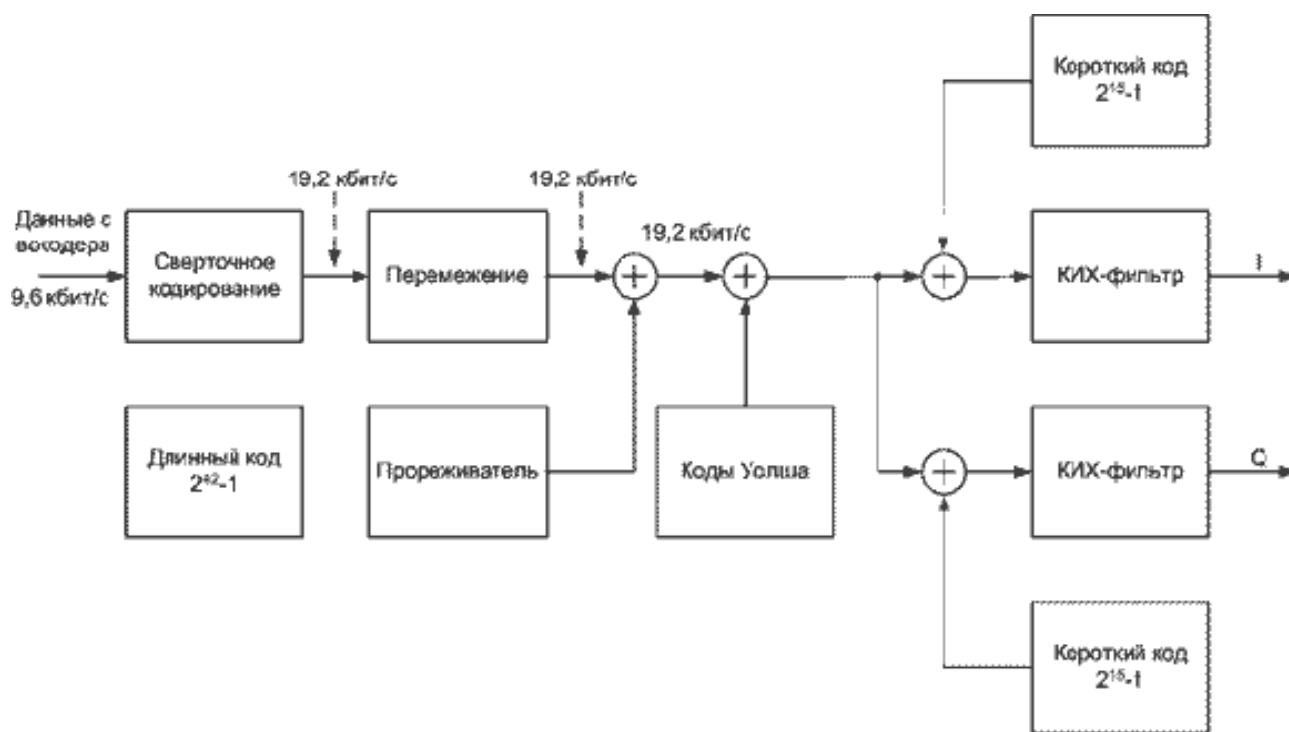 Короткий код
2¹⁵-1
19,2 кбит/с
19,2 кбит/с
Данные с
вокодера
9,6 кбит/с
Сверточное
кодирование
Перемежение
19,2 кбит/с
КИХ-фильтр
I
Длинный код
2⁴²-1
Прореживатель
Коды Уолша
КИХ-фильтр
Q
Короткий код
2¹⁵-1